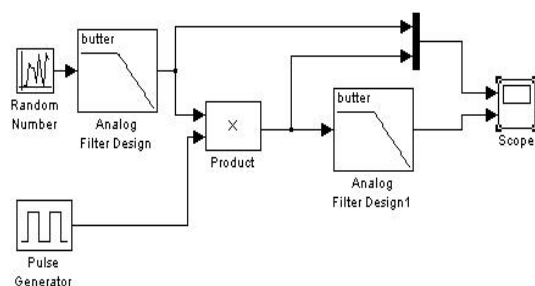 butter
Random
Number
Analog
Filter Design
X
Product
butter
Analog
Filter Design1
Scope
Pulse
Generator